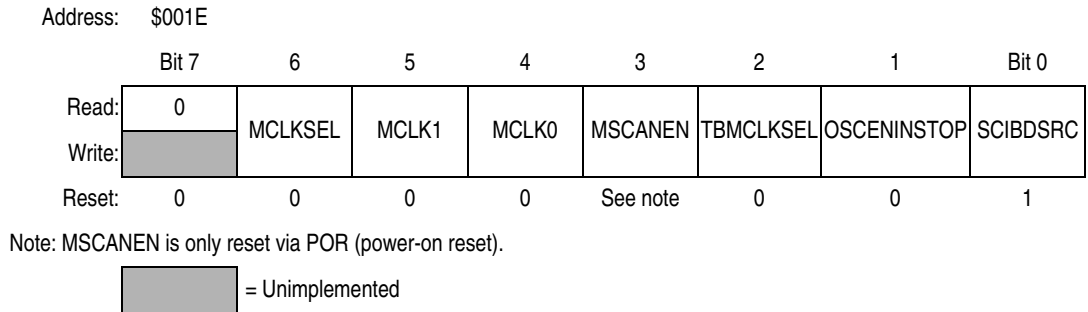 Address: $001E
Bit 7 6 5 4 3 2 1 Bit 0
Read: 0 MCLKSEL MCLK1 MCLK0 MSCANEN TBMCLKSEL OSCENINSTOP SCIBDSRC
Write:
Reset: 0 0 0 0 See note 0 0 1
Note: MSCANEN is only reset via POR (power-on reset).
= Unimplemented